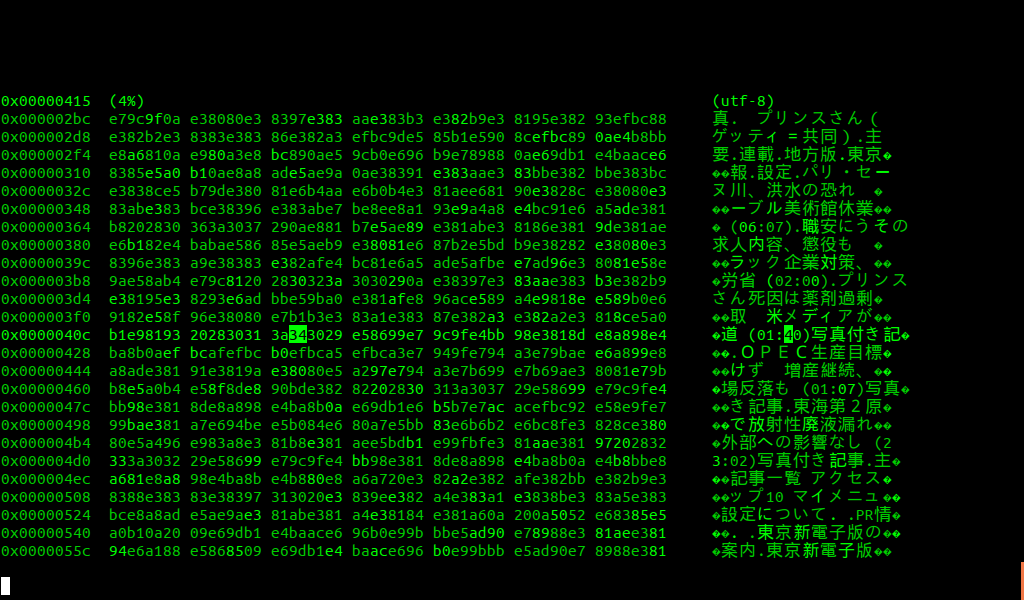 0x00000415 (4%) (utf-8)
0x000002bc e79c9f0a e38080e3 8397e383 aae383b3 e382b9e3 8195e382 93efbc88 真. プリンスさん（
0x000002d8 e382b2e3 8383e383 86e382a3 efbc9de5 85b1e590 8cefbc89 0ae4b8bb ゲッティ＝共同）.主
0x000002f4 e8a6810a e980a3e8 bc890ae5 9cb0e696 b9e78988 0ae69db1 e4baace6 要.連載.地方版.東京�
0x00000310 8385e5a0 b10ae8a8 ade5ae9a 0ae38391 e383aae3 83bbe382 bbe383bc ��報.設定.パリ・セー
0x0000032c e3838ce5 b79de380 81e6b4aa e6b0b4e3 81aee681 90e3828c e38080e3 ヌ川、洪水の恐れ �
0x00000348 83abe383 bce38396 e383abe7 be8ee8a1 93e9a4a8 e4bc91e6 a5ade381 ��ーブル美術館休業��
0x00000364 b8202830 363a3037 290ae881 b7e5ae89 e381abe3 8186e381 9de381ae � (06:07).職安にうその
0x00000380 e6b182e4 babae586 85e5aeb9 e38081e6 87b2e5bd b9e38282 e38080e3 求人内容、懲役も �
0x0000039c 8396e383 a9e38383 e382afe4 bc81e6a5 ade5afbe e7ad96e3 8081e58e ��ラック企業対策、��
0x000003b8 9ae58ab4 e79c8120 2830323a 3030290a e38397e3 83aae383 b3e382b9 �労省 (02:00).プリンス
0x000003d4 e38195e3 8293e6ad bbe59ba0 e381afe8 96ace589 a4e9818e e589b0e6 さん死因は薬剤過剰�
0x000003f0 9182e58f 96e38080 e7b1b3e3 83a1e383 87e382a3 e382a2e3 818ce5a0 ��取 米メディアが��
0x0000040c b1e98193 20283031 3a343029 e58699e7 9c9fe4bb 98e3818d e8a898e4 �道 (01:40)写真付き記�
0x00000428 ba8b0aef bcafefbc b0efbca5 efbca3e7 949fe794 a3e79bae e6a899e8 ��.ＯＰＥＣ生産目標�
0x00000444 a8ade381 91e3819a e38080e5 a297e794 a3e7b699 e7b69ae3 8081e79b ��けず 増産継続、��
0x00000460 b8e5a0b4 e58f8de8 90bde382 82202830 313a3037 29e58699 e79c9fe4 �場反落も (01:07)写真�
0x0000047c bb98e381 8de8a898 e4ba8b0a e69db1e6 b5b7e7ac acefbc92 e58e9fe7 ��き記事.東海第２原�
0x00000498 99bae381 a7e694be e5b084e6 80a7e5bb 83e6b6b2 e6bc8fe3 828ce380 ��で放射性廃液漏れ��
0x000004b4 80e5a496 e983a8e3 81b8e381 aee5bdb1 e99fbfe3 81aae381 97202832 �外部への影響なし (2
0x000004d0 333a3032 29e58699 e79c9fe4 bb98e381 8de8a898 e4ba8b0a e4b8bbe8 3:02)写真付き記事.主�
0x000004ec a681e8a8 98e4ba8b e4b880e8 a6a720e3 82a2e382 afe382bb e382b9e3 ��記事一覧 アクセス�
0x00000508 8388e383 83e38397 313020e3 839ee382 a4e383a1 e3838be3 83a5e383 ��ップ10 マイメニュ��
0x00000524 bce8a8ad e5ae9ae3 81abe381 a4e38184 e381a60a 200a5052 e68385e5 �設定について. .PR情�
0x00000540 a0b10a20 0a09e69d b1e4baac e696b0e9 9bbbe5ad 90e78988 e381aee3 ��. .東京新電子版の�
0x0000055c 94e6a188 e5868509 e69db1e4 baace696 b0e99bbb e5ad90e7 8988e381 �案内.東京新電子版��